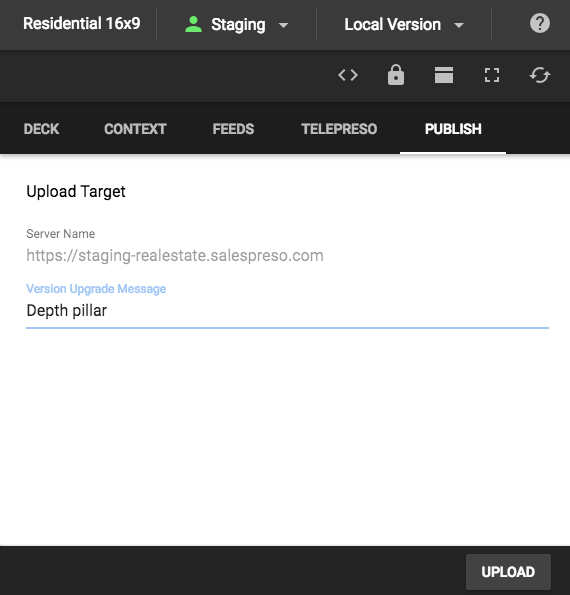 Residential 16x9 Staging Local Version
DECK CONTEXT FEEDS TELEPRESO PUBLISH
Upload Target
Server Name
https://staging-realestate.salespreso.com
Version Upgrade Message
Depth pillar
UPLOAD